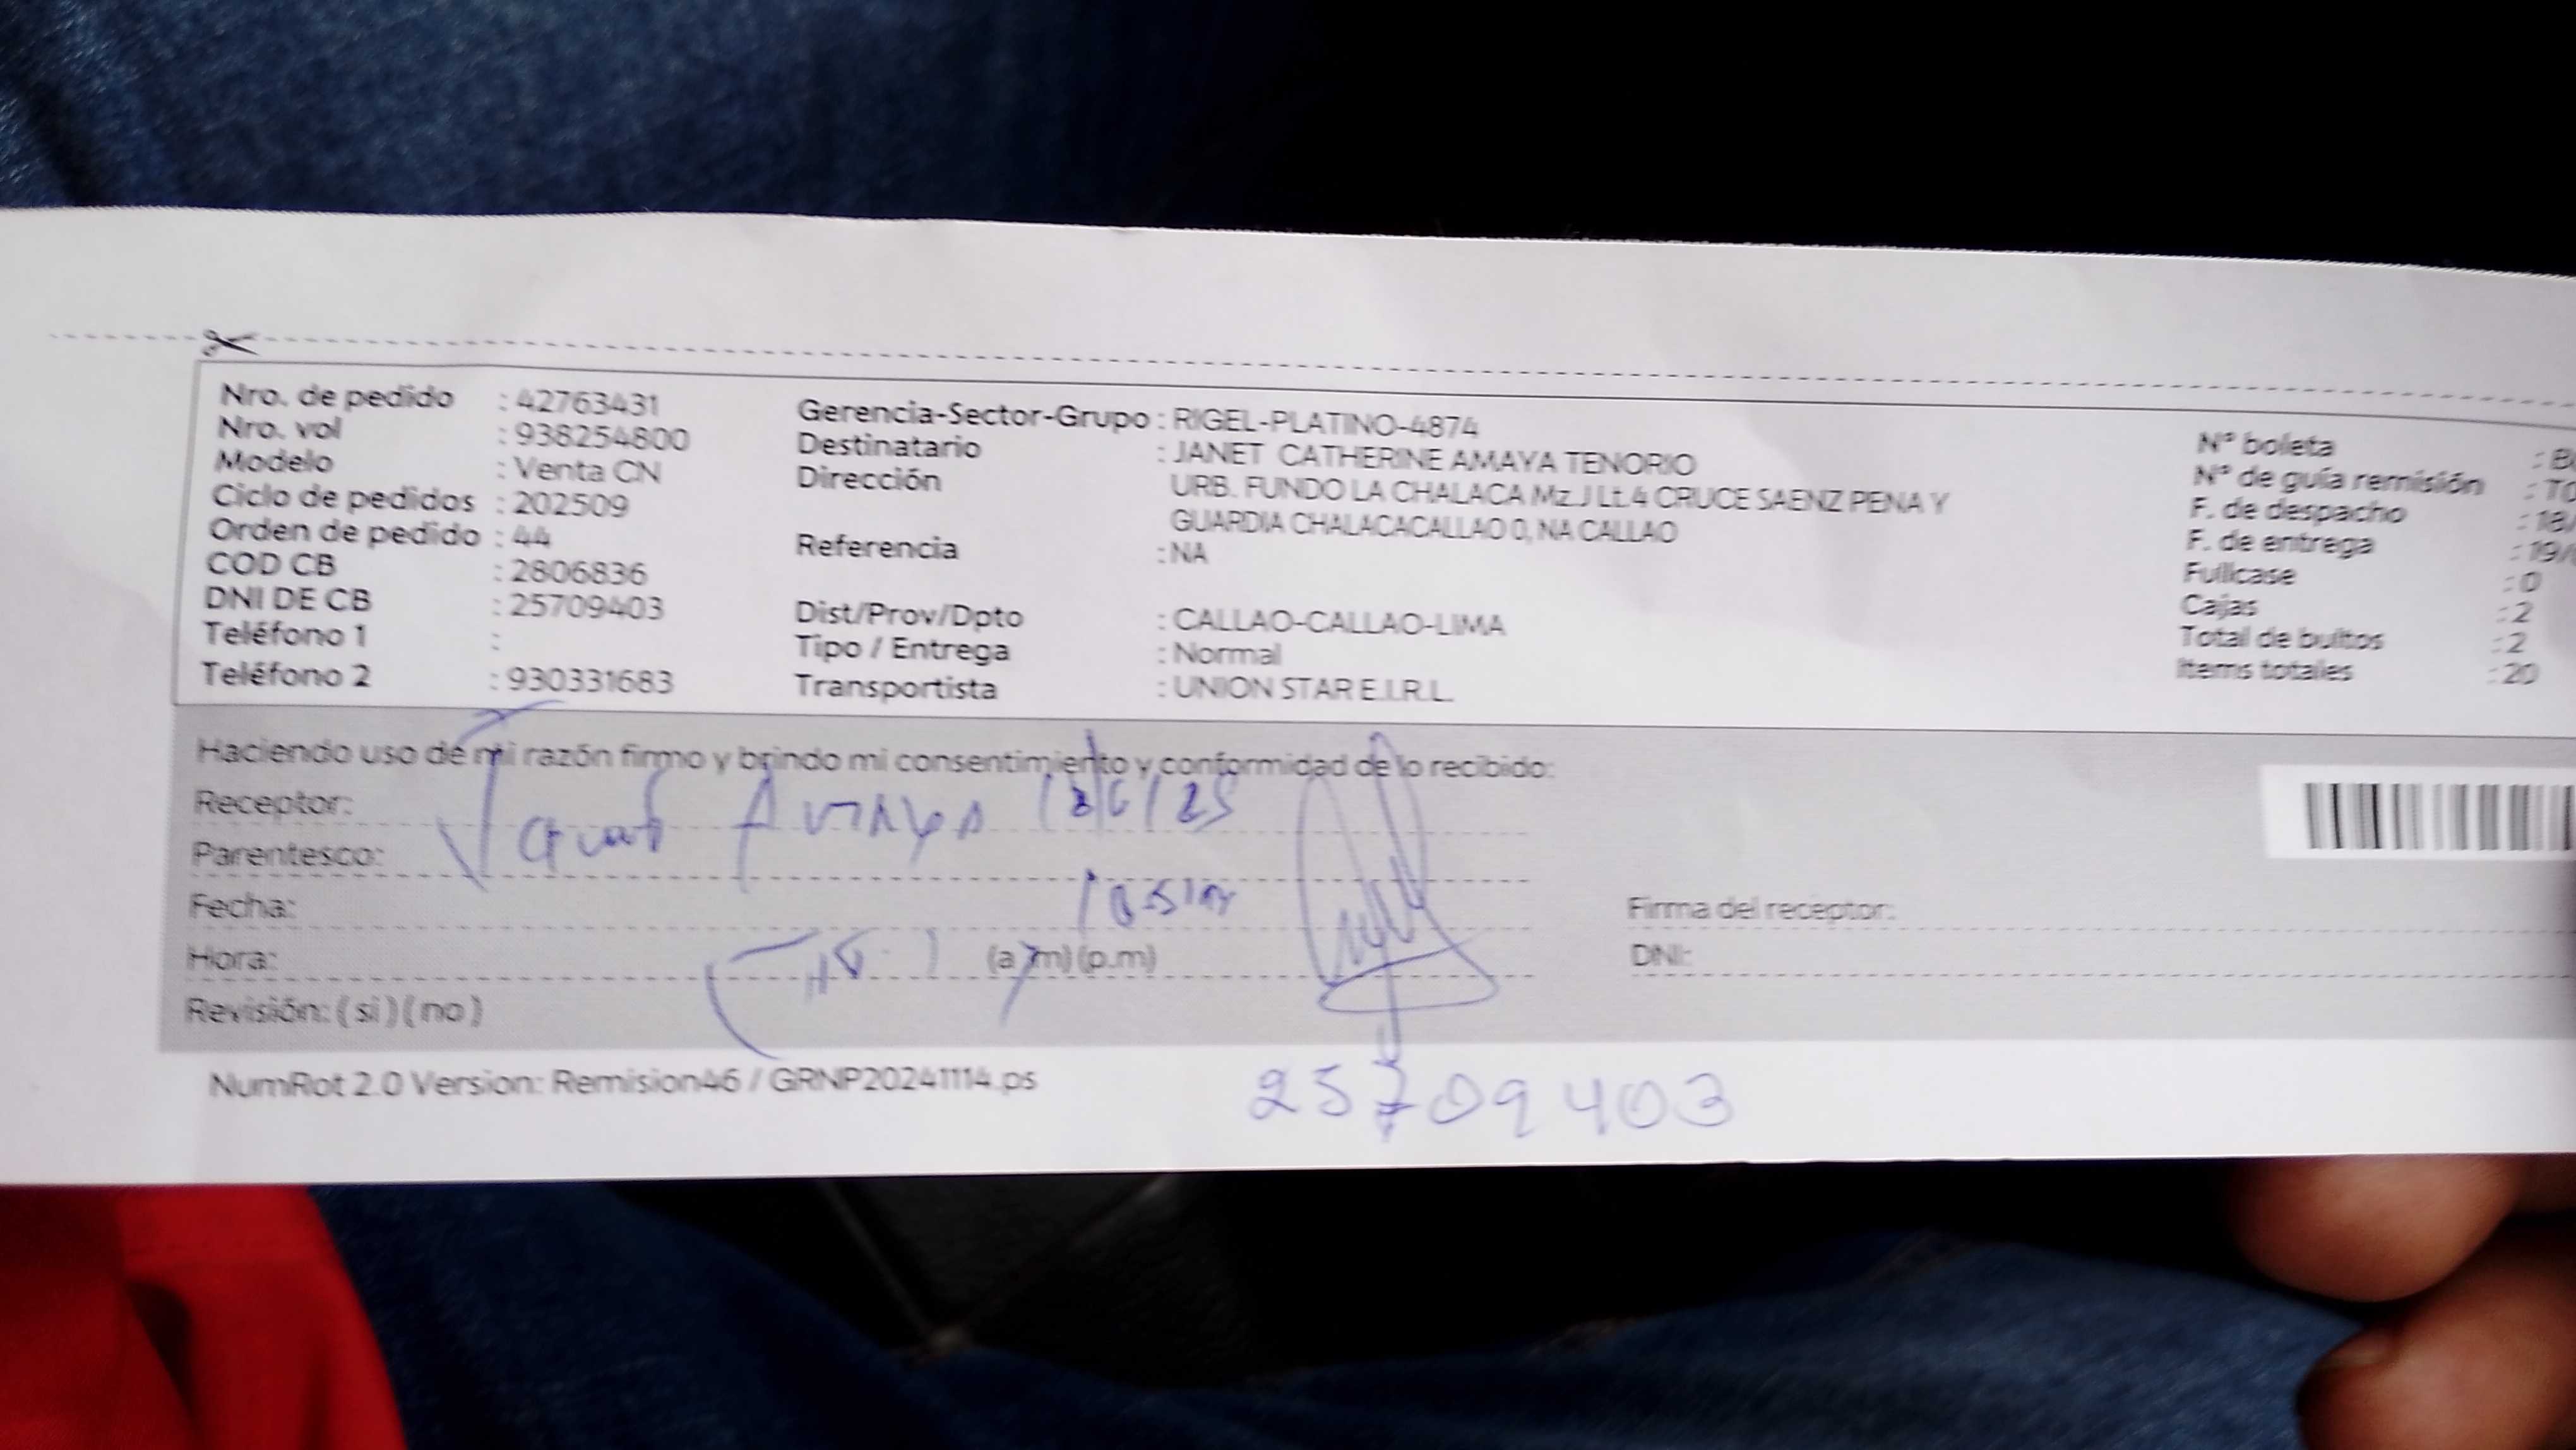 Nro. de pedido : 42763431
Nro. vol : 938254800
Modelo : Venta CN
Ciclo de pedidos : 202509
Orden de pedido : 44
COD CB : 2806836
DNI DE CB : 25709403
Teléfono 1 :
Teléfono 2 : 930331683
Gerencia-Sector-Grupo : RIGEL-PLATINO-4874
Destinatario : JANET CATHERINE AMAYA TENORIO
Dirección URB. FUNDO LA CHALACA Mz.J Lt.4 CRUCE SAENZ PENA Y
GUARDIA CHALACACALLAO 0, NA CALLAO
Referencia : NA
Dist/Prov/Dpto : CALLAO-CALLAO-LIMA
Tipo / Entrega : Normal
Transportista : UNION STAR E.I.R.L.
N° boleta :
N° de guía remisión :
F. de despacho : 18/
F. de entrega : 19/
Fullcase : 0
Cajas : 2
Total de bultos : 2
Items totales : 20
Haciendo uso de mi razón firmo y brindo mi consentimiento y conformidad de lo recibido:
Receptor:
Parentesco:
Fecha:
Hora: (a.m) (p.m)
Revisión: ( si ) ( no )
Firma del receptor:
DNI:
NumRot 2.0 Version: Remision46 / GRNP20241114.ps
25709403